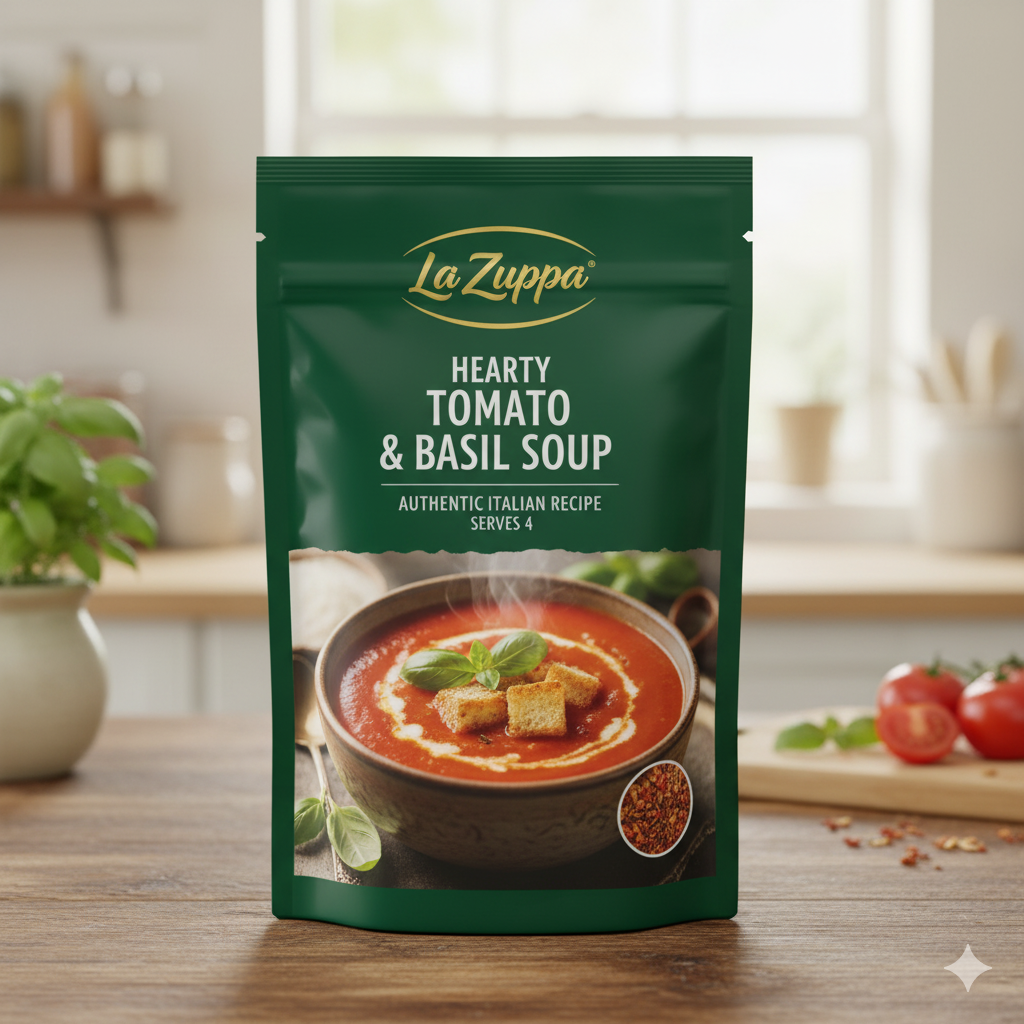 La Zuppa®
HEARTY
TOMATO
& BASIL SOUP
AUTHENTIC ITALIAN RECIPE
SERVES 4